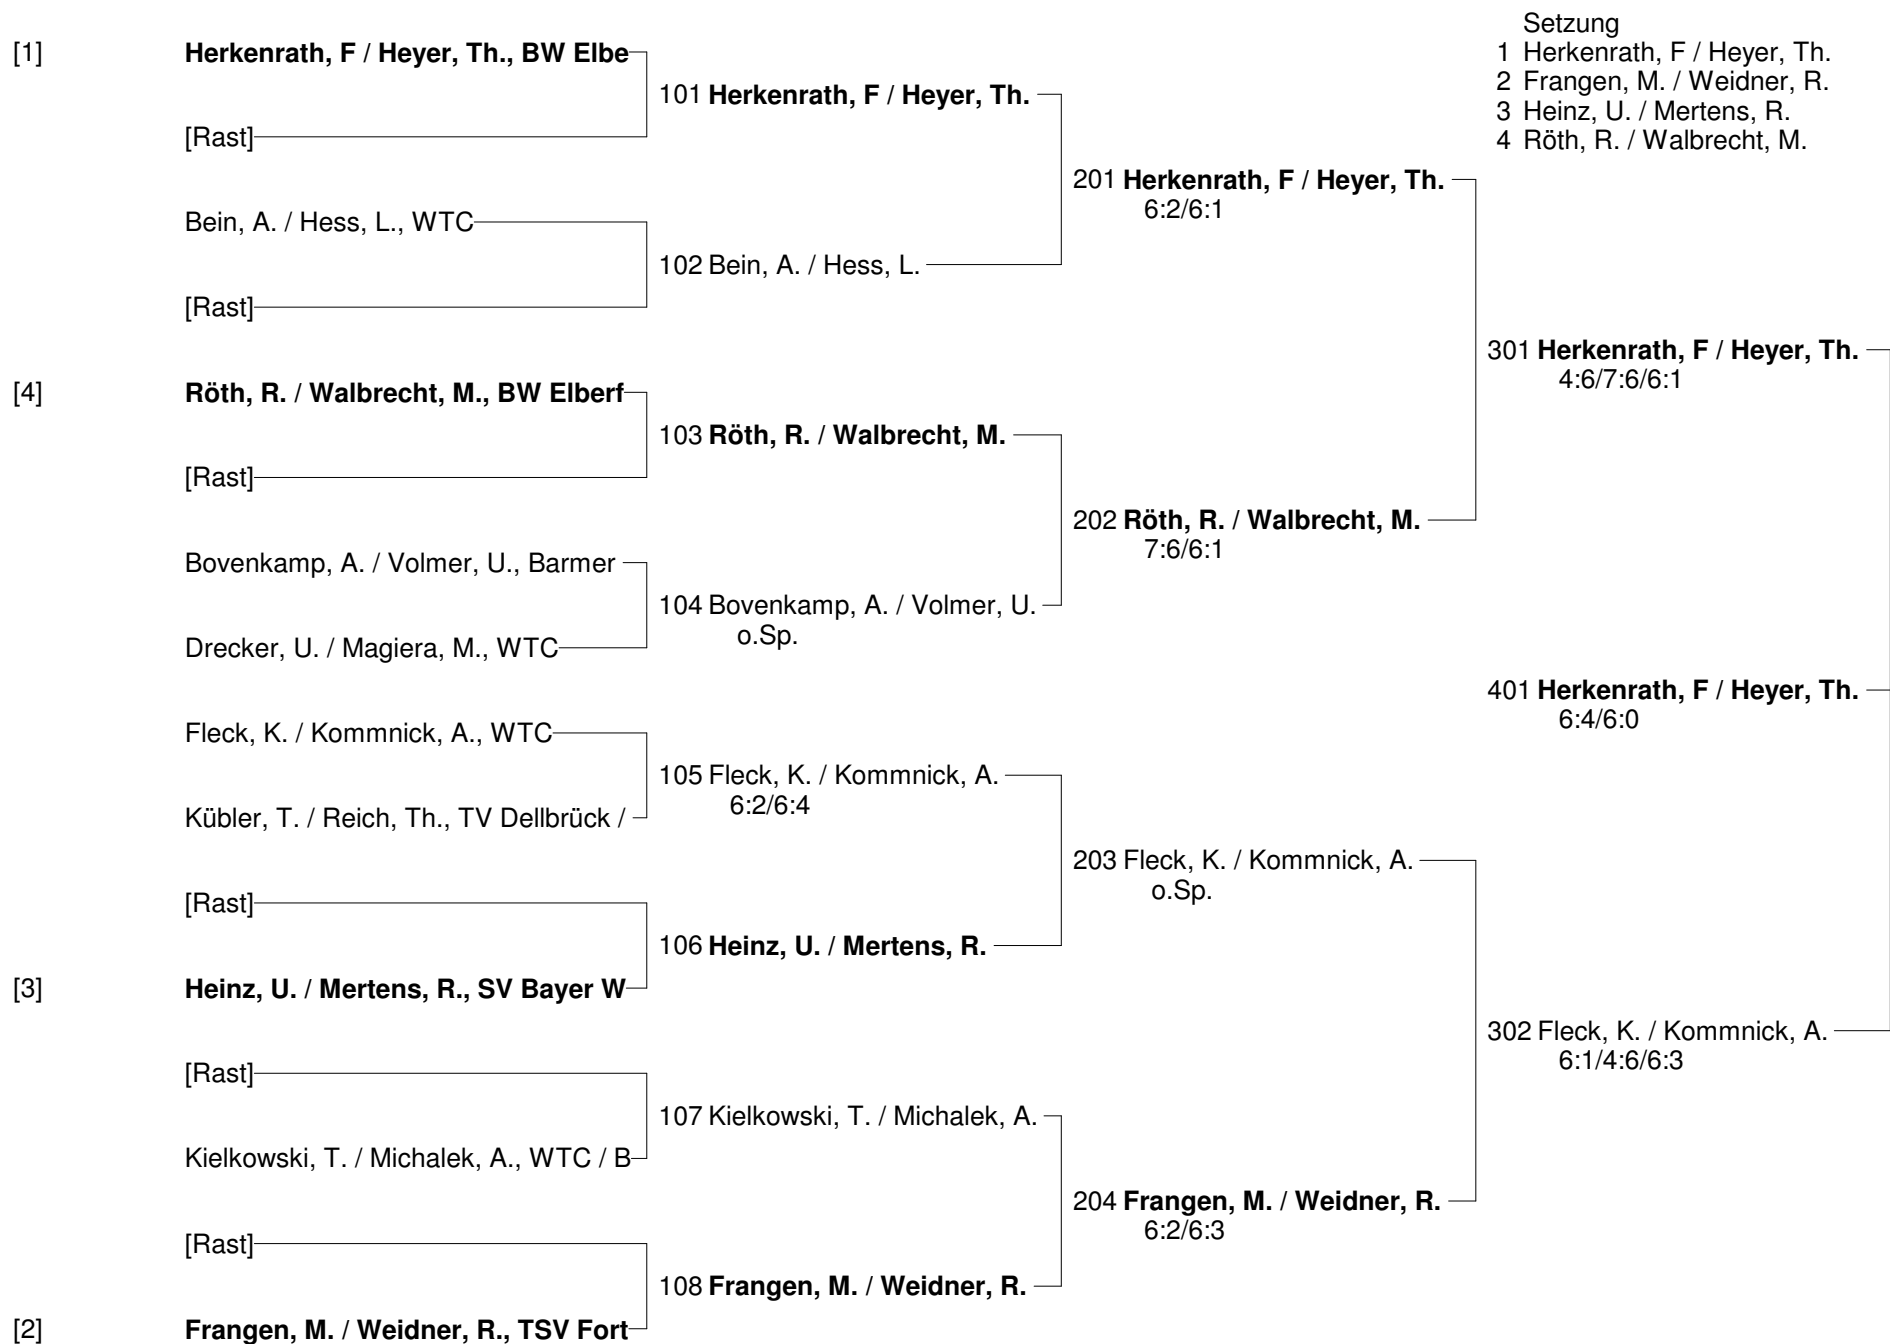 Setzung
1 Herkenrath, F / Heyer, Th.
2 Frangen, M. / Weidner, R.
3 Heinz, U. / Mertens, R.
4 Röth, R. / Walbrecht, M.
[1] Herkenrath, F / Heyer, Th., BW Elbe
101 Herkenrath, F / Heyer, Th.
[Rast]
201 Herkenrath, F / Heyer, Th.
6:2/6:1
Bein, A. / Hess, L., WTC
102 Bein, A. / Hess, L.
[Rast]
301 Herkenrath, F / Heyer, Th.
4:6/7:6/6:1
[4] Röth, R. / Walbrecht, M., BW Elberf
103 Röth, R. / Walbrecht, M.
[Rast]
202 Röth, R. / Walbrecht, M.
7:6/6:1
Bovenkamp, A. / Volmer, U., Barmer
104 Bovenkamp, A. / Volmer, U.
o.Sp.
Drecker, U. / Magiera, M., WTC
401 Herkenrath, F / Heyer, Th.
6:4/6:0
Fleck, K. / Kommnick, A., WTC
105 Fleck, K. / Kommnick, A.
6:2/6:4
Kübler, T. / Reich, Th., TV Dellbrück /
203 Fleck, K. / Kommnick, A.
o.Sp.
[Rast]
106 Heinz, U. / Mertens, R.
[3] Heinz, U. / Mertens, R., SV Bayer W
302 Fleck, K. / Kommnick, A.
6:1/4:6/6:3
[Rast]
107 Kielkowski, T. / Michalek, A.
Kielkowski, T. / Michalek, A., WTC / B
204 Frangen, M. / Weidner, R.
6:2/6:3
[Rast]
108 Frangen, M. / Weidner, R.
[2] Frangen, M. / Weidner, R., TSV Fort